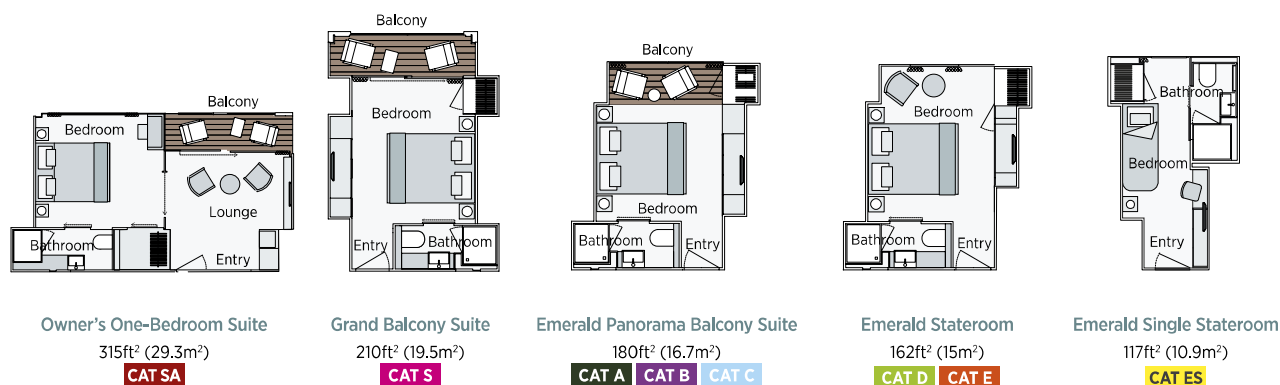 Balcony
Bedroom
Lounge
Bathroom
Entry
Owner's One-Bedroom Suite
315ft² (29.3m²)
CAT SA
Balcony
Bedroom
Entry
Bathroom
Grand Balcony Suite
210ft² (19.5m²)
CAT S
Balcony
Bedroom
Bathroom
Entry
Emerald Panorama Balcony Suite
180ft² (16.7m²)
CAT A CAT B CAT C
Bedroom
Bathroom
Entry
Emerald Stateroom
162ft² (15m²)
CAT D CAT E
Bathroom
Bedroom
Entry
Emerald Single Stateroom
117ft² (10.9m²)
CAT ES